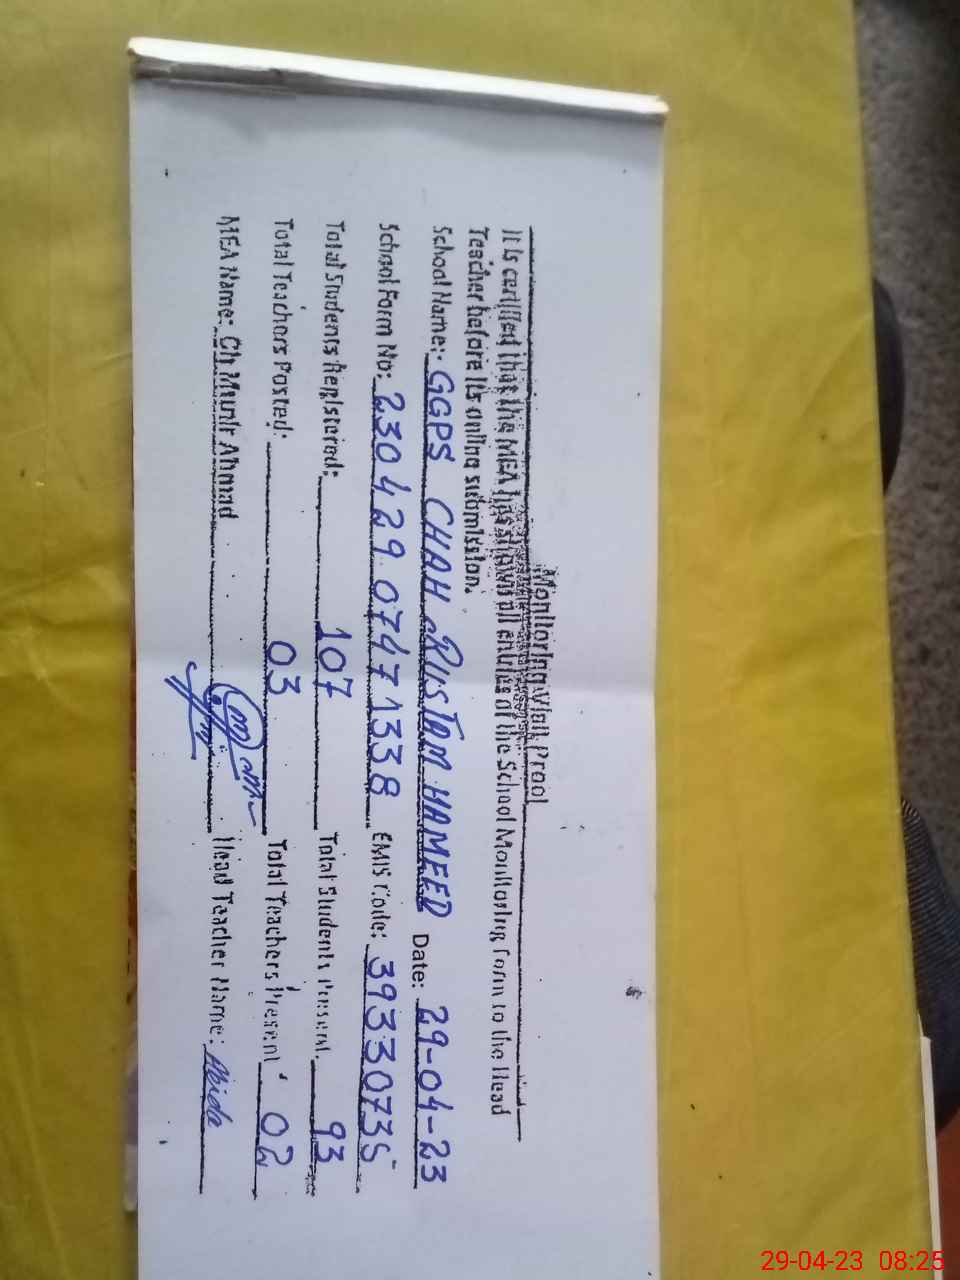 Monitoring Visit Proof
It is certified that the MEA has shown all entries of the School Monitoring Form to the Head
Teacher before its online submission.
School Name: GGPS CHAH RUSTAM HAMEED Date: 29-04-23
School Form No: 230429 07471338 EMIS Code: 39330735
Total Students Registered: 107 Total Students Present. 93
Total Teachers Posted: 03 Total Teachers Present 02
MEA Name: Ch Munir Ahmad Head Teacher Name: Abida
29-04-23 08:25